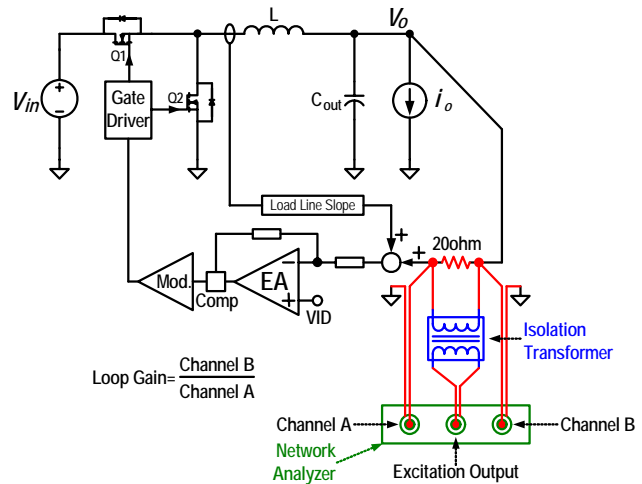 L
Vo
Q1
Vin
Gate
Driver
Q2
Cout
io
Load Line Slope
+
+
20ohm
Mod.
Comp
EA
VID
Isolation
Transformer
Loop Gain= Channel B
Channel A
Channel A
Channel B
Network
Analyzer
Excitation Output